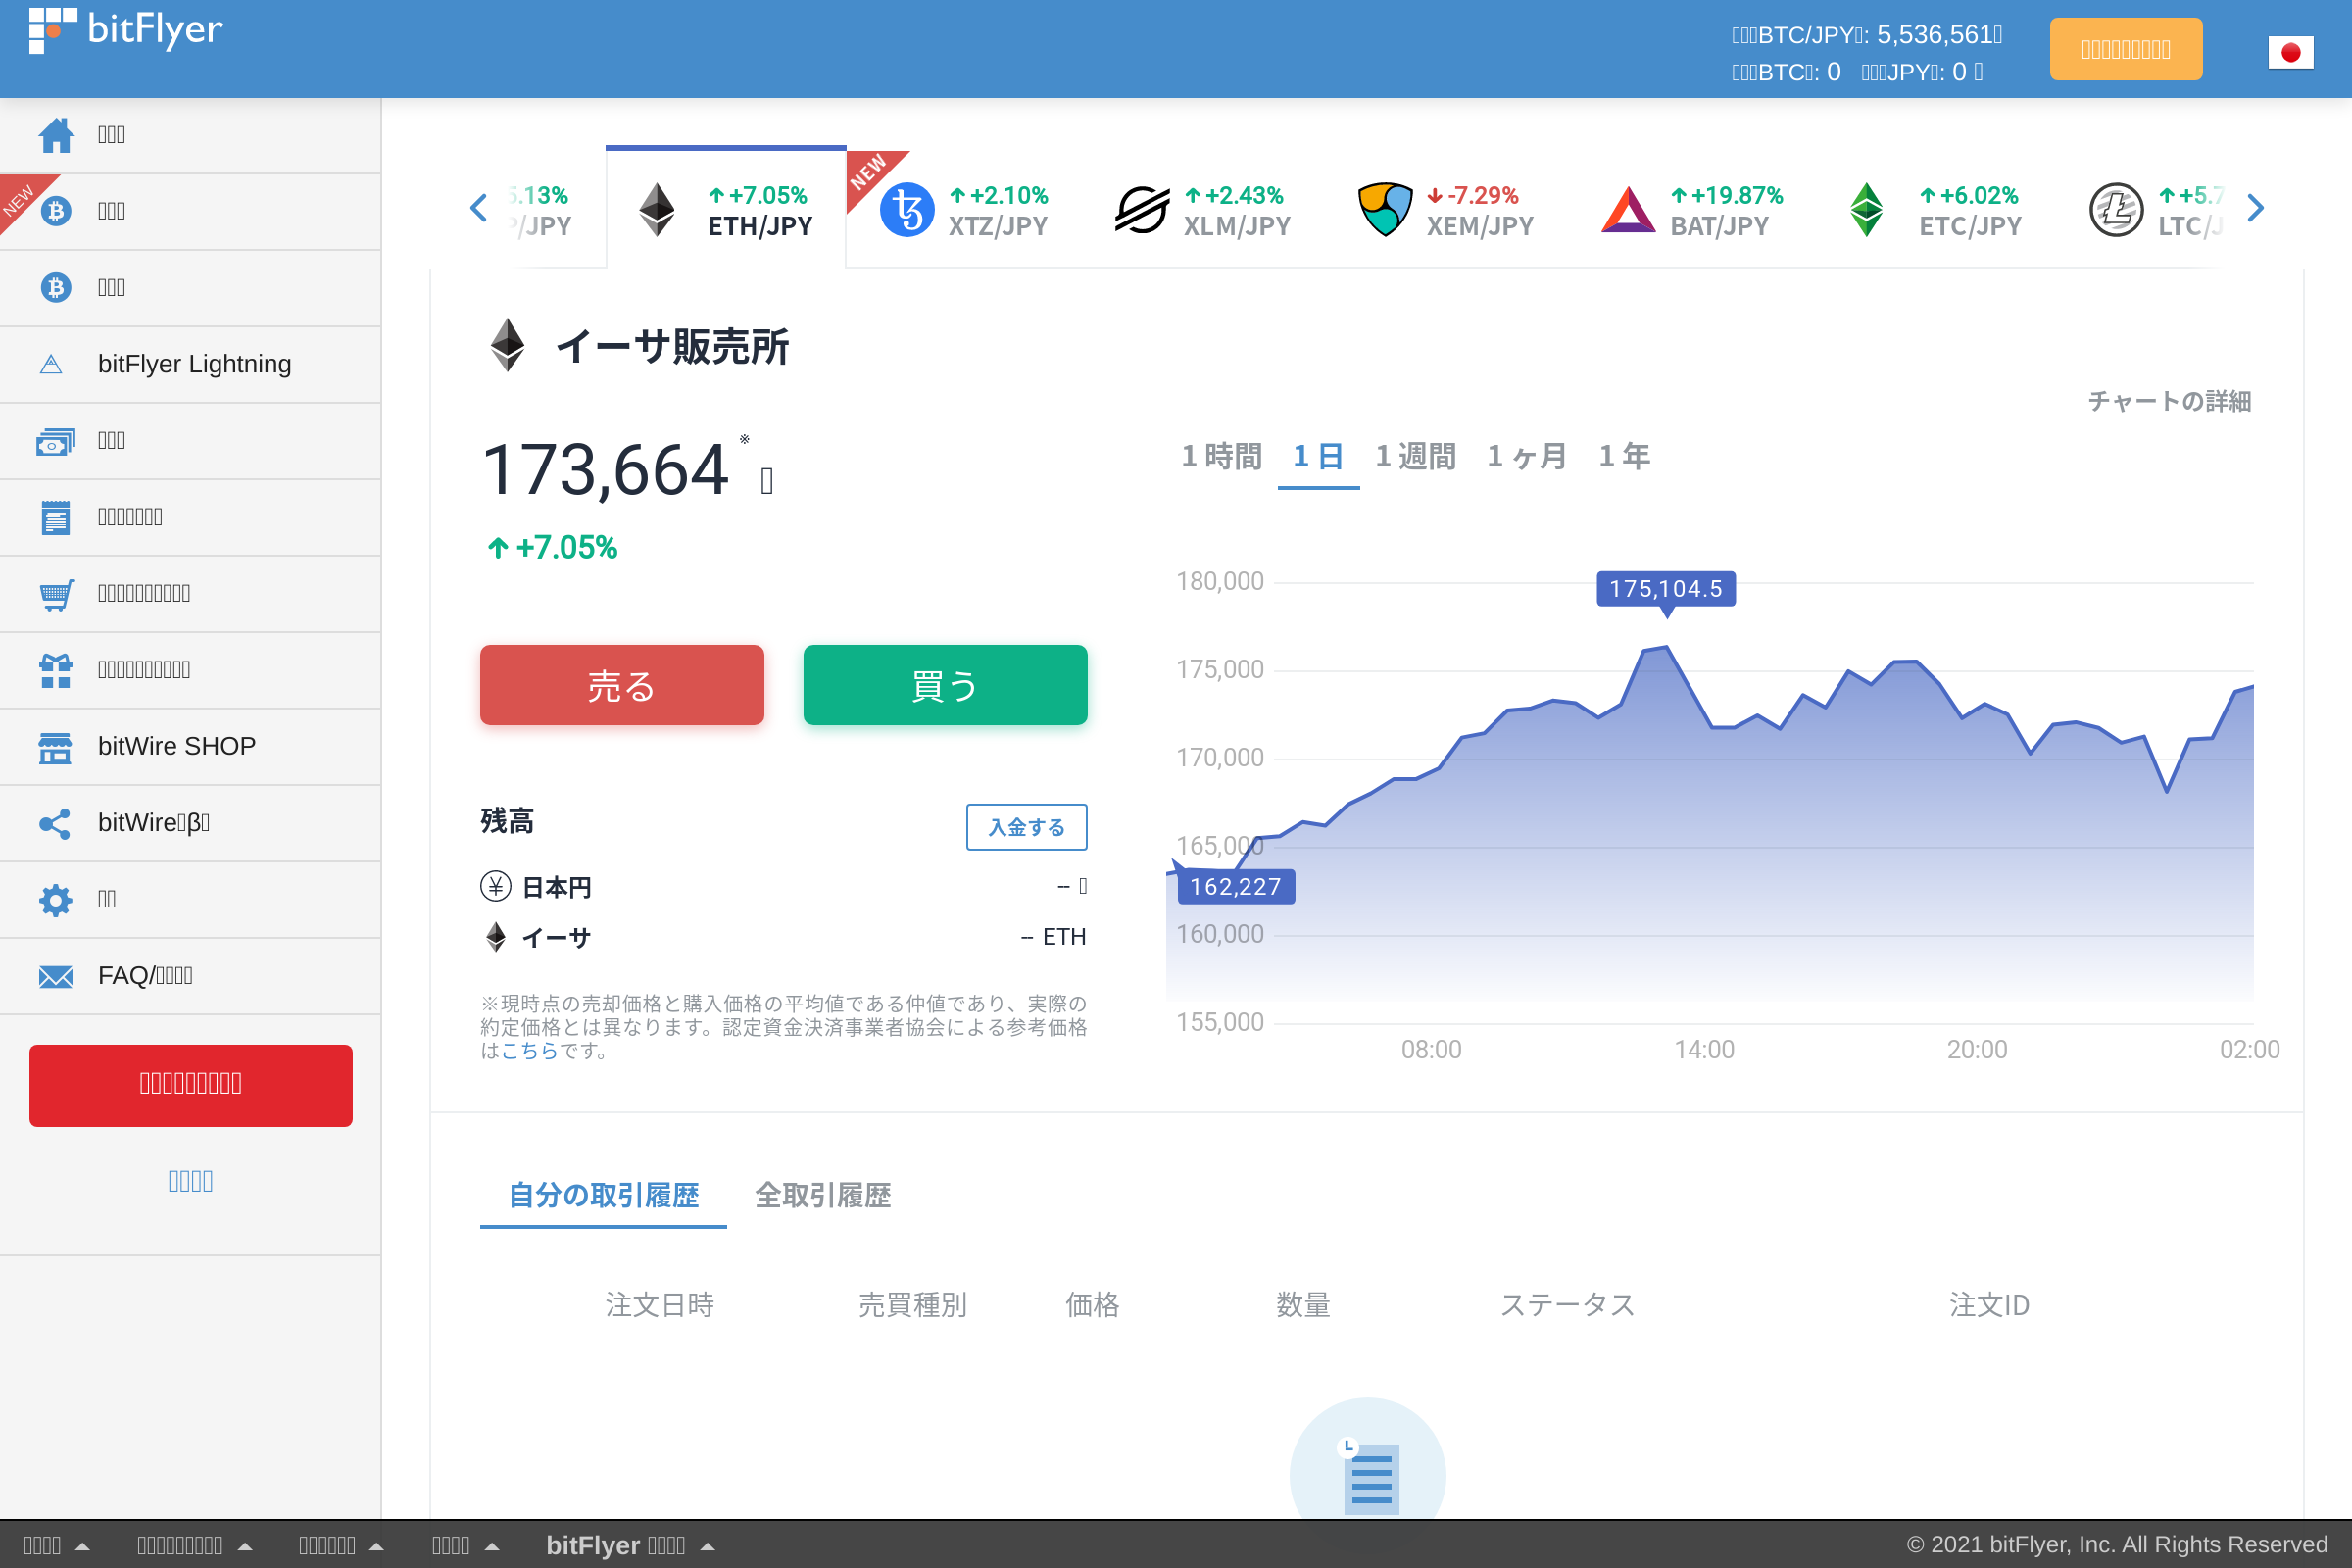 bitFlyer
BTC/JPY: 5,536,561
BTC: 0 JPY: 0
NEW
bitFlyer Lightning
bitWire SHOP
bitWire β
FAQ/
5.13%
/JPY
+7.05%
ETH/JPY
NEW
+2.10%
XTZ/JPY
+2.43%
XLM/JPY
-7.29%
XEM/JPY
+19.87%
BAT/JPY
+6.02%
ETC/JPY
+5.7
LTC/J
イーサ販売所
チャートの詳細
173,664 ※
+7.05%
1 時間 1 日 1 週間 1 ヶ月 1 年
売る 買う
残高 入金する
日本円 --
イーサ -- ETH
※現時点の売却価格と購入価格の平均値である仲値であり、実際の
約定価格とは異なります。認定資金決済事業者協会による参考価格
はこちらです。
180,000
175,104.5
175,000
170,000
165,000
162,227
160,000
155,000
08:00 14:00 20:00 02:00
自分の取引履歴 全取引履歴
注文日時 売買種別 価格 数量 ステータス 注文ID
bitFlyer
© 2021 bitFlyer, Inc. All Rights Reserved